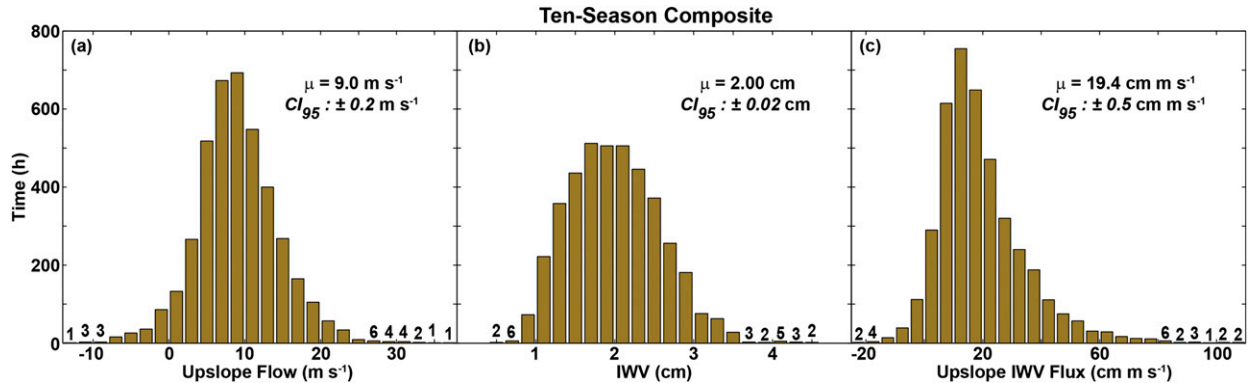 Ten-Season Composite
800
600
400
200
0
Time (h)
(a)
μ = 9.0 m s⁻¹
CI₉₅ : ± 0.2 m s⁻¹
1 3 3 6 4 4 2 1 1
-10 0 10 20 30
Upslope Flow (m s⁻¹)
(b)
μ = 2.00 cm
CI₉₅ : ± 0.02 cm
2 6 3 2 5 3 2
1 2 3 4
IWV (cm)
(c)
μ = 19.4 cm m s⁻¹
CI₉₅ : ± 0.5 cm m s⁻¹
2 4 6 2 3 1 2 2
-20 20 60 100
Upslope IWV Flux (cm m s⁻¹)